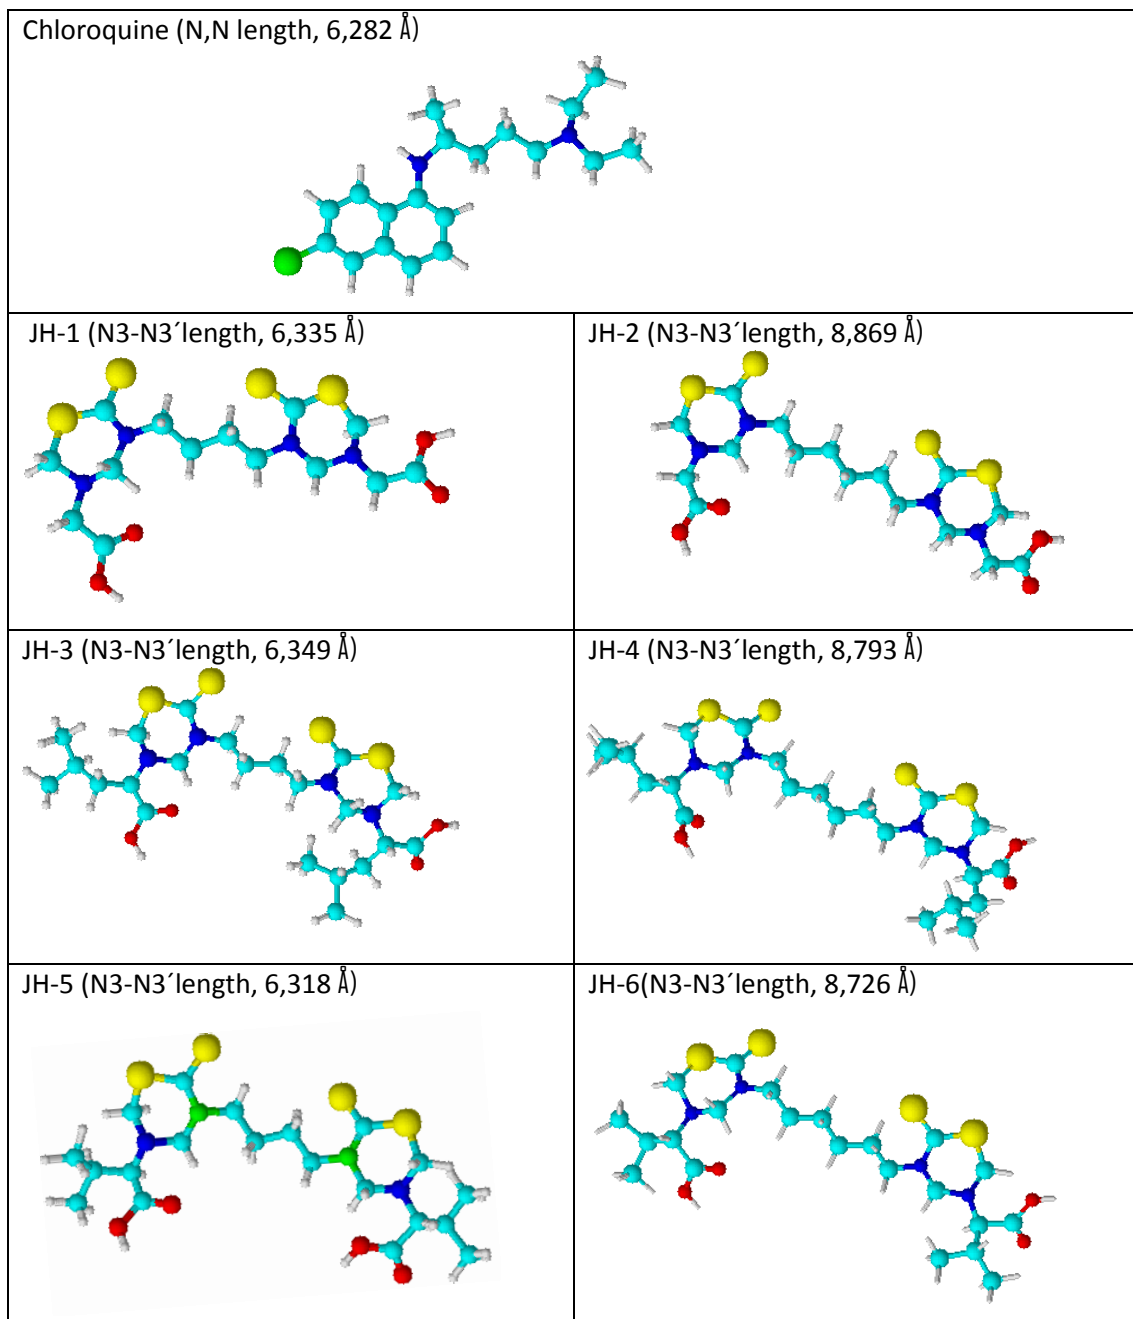 Chloroquine (N,N length, 6,282 Å)
JH-1 (N3-N3´length, 6,335 Å)
JH-2 (N3-N3´length, 8,869 Å)
JH-3 (N3-N3´length, 6,349 Å)
JH-4 (N3-N3´length, 8,793 Å)
JH-5 (N3-N3´length, 6,318 Å)
JH-6(N3-N3´length, 8,726 Å)